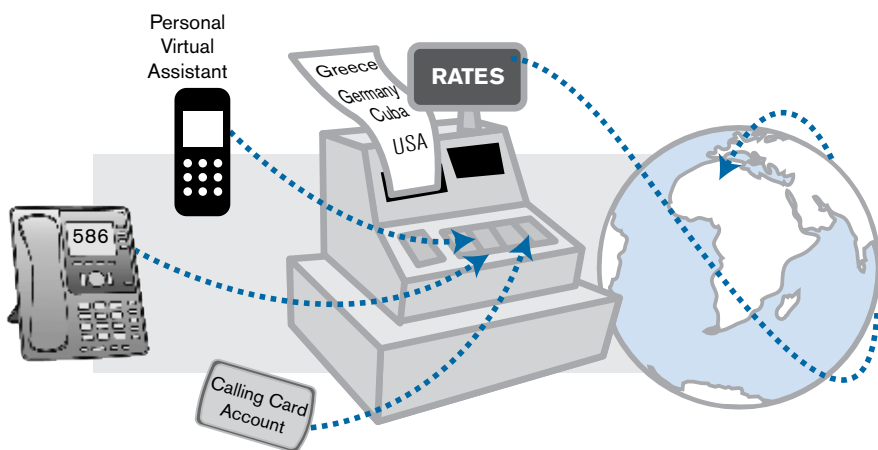 Personal
Virtual
Assistant
Greece
Germany
Cuba
USA
RATES
586
Calling Card
Account